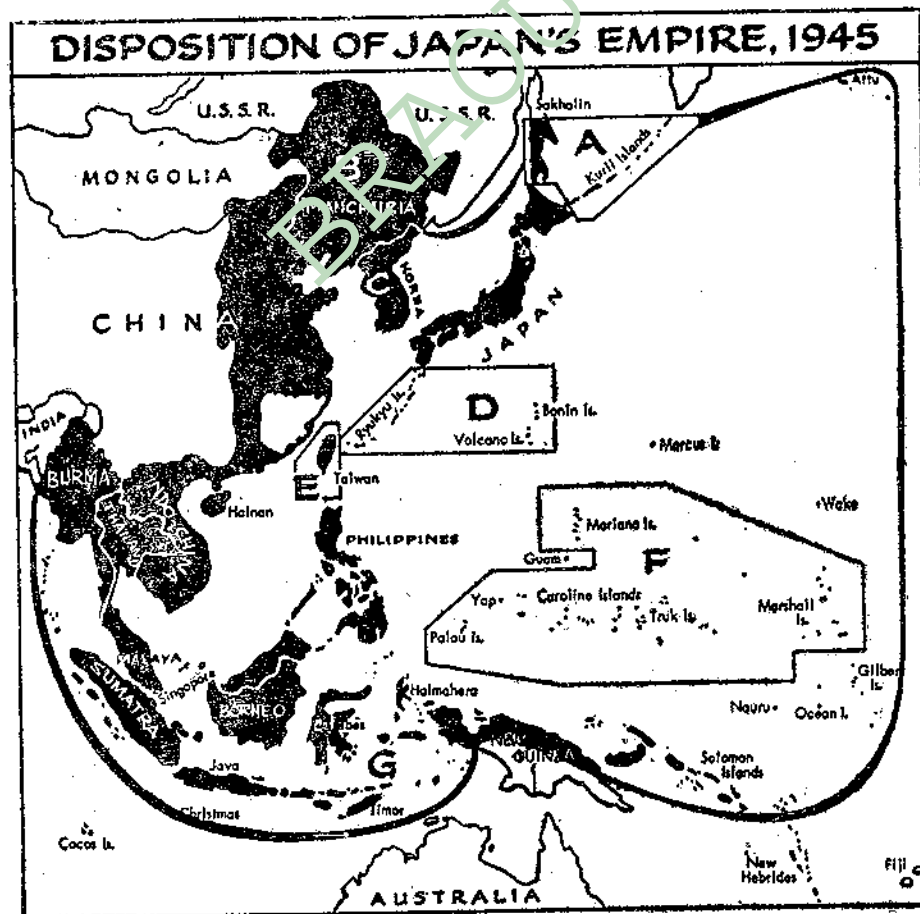 DISPOSITION OF JAPAN'S EMPIRE, 1945
U.S.S.R.
U.S.S.R.
Sakhalin
Attu
A
Kuril Islands
MONGOLIA
B
MANCHURIA
C
KOREA
CHINA
JAPAN
D
Ryukyu Is.
Bonin Is.
Volcano Is.
INDIA
Marcus Is
BURMA
E
Taiwan
Hainan
Wake
Mariana Is.
PHILIPPINES
Guam
F
Yap
Caroline Islands
Truk Is.
Marshall Is.
Palau Is.
MALAYA
Singapore
SUMATRA
BORNEO
Halmahera
Gilbert Is.
Nauru
Ocean I.
G
NEW GUINEA
Java
Solomon Islands
Christmas
Timor
Cocos Is.
New Hebrides
Fiji
AUSTRALIA
BRAOU